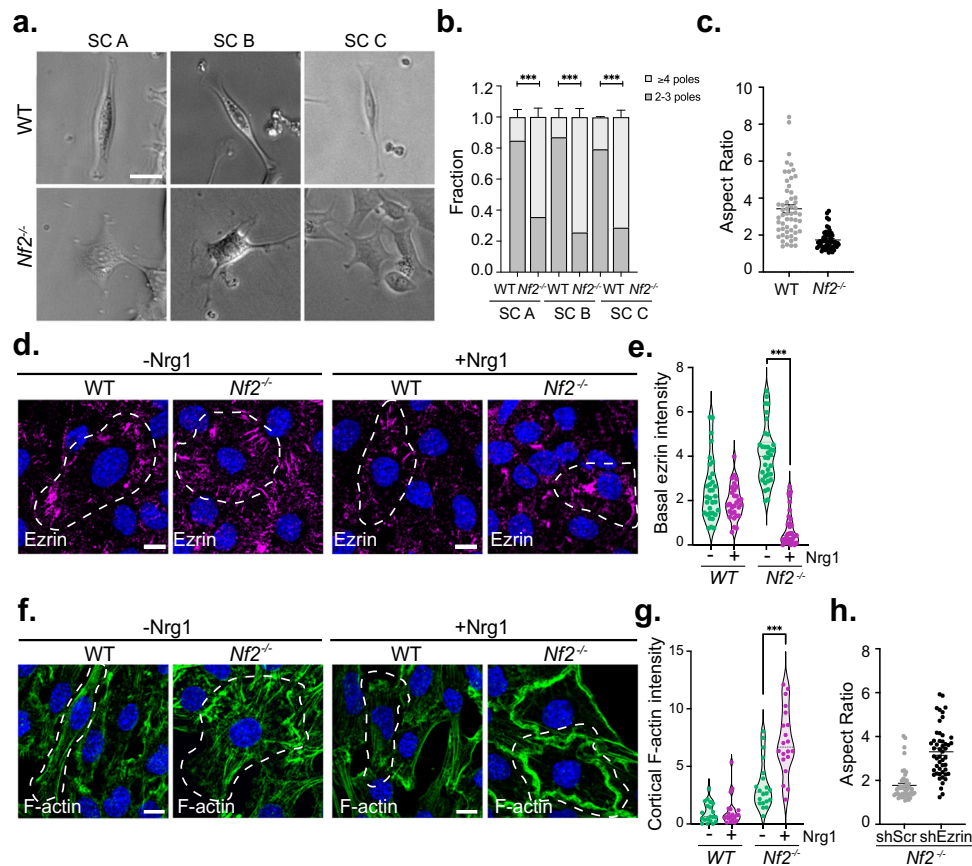 a.
SC A SC B SC C
WT
Nf2-/-
b.
*** *** ***
≥4 poles
2-3 poles
Fraction
1.2
1.0
0.8
0.6
0.4
0.2
0.0
WT Nf2-/- WT Nf2-/- WT Nf2-/-
SC A SC B SC C
c.
Aspect Ratio
10
8
6
4
2
0
WT Nf2-/-
d.
-Nrg1 +Nrg1
WT Nf2-/- WT Nf2-/-
Ezrin Ezrin Ezrin Ezrin
e.
Basal ezrin intensity
8
6
4
2
0
***
- + - + Nrg1
WT Nf2-/-
f.
-Nrg1 +Nrg1
WT Nf2-/- WT Nf2-/-
F-actin F-actin F-actin F-actin
g.
Cortical F-actin intensity
15
10
5
0
***
- + - + Nrg1
WT Nf2-/-
h.
Aspect Ratio
8
6
4
2
0
shScr shEzrin
Nf2-/-